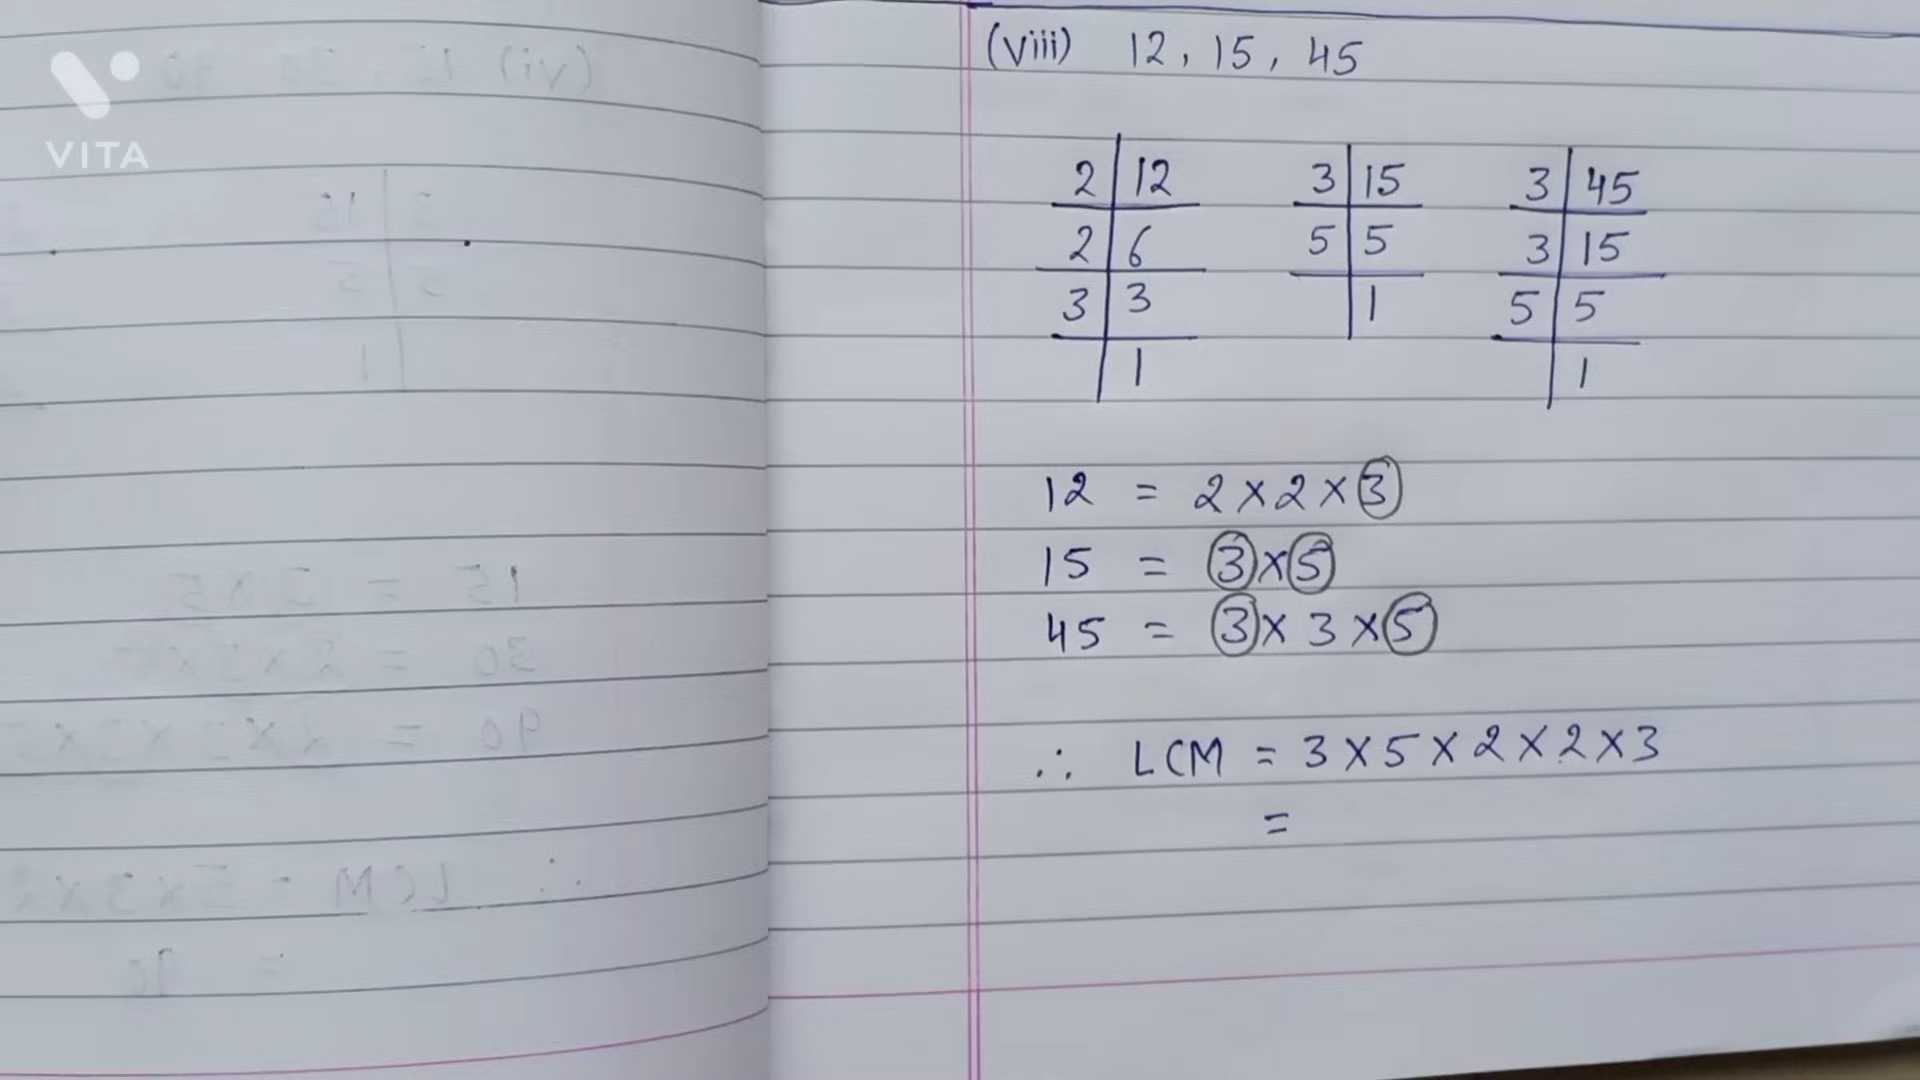 VITA
(viii) 12, 15, 45
2 | 12
2 | 6
3 | 3
| 1
3 | 15
5 | 5
| 1
3 | 45
3 | 15
5 | 5
| 1
12 = 2 × 2 × 3
15 = 3 × 5
45 = 3 × 3 × 5
∴ LCM = 3 × 5 × 2 × 2 × 3
=